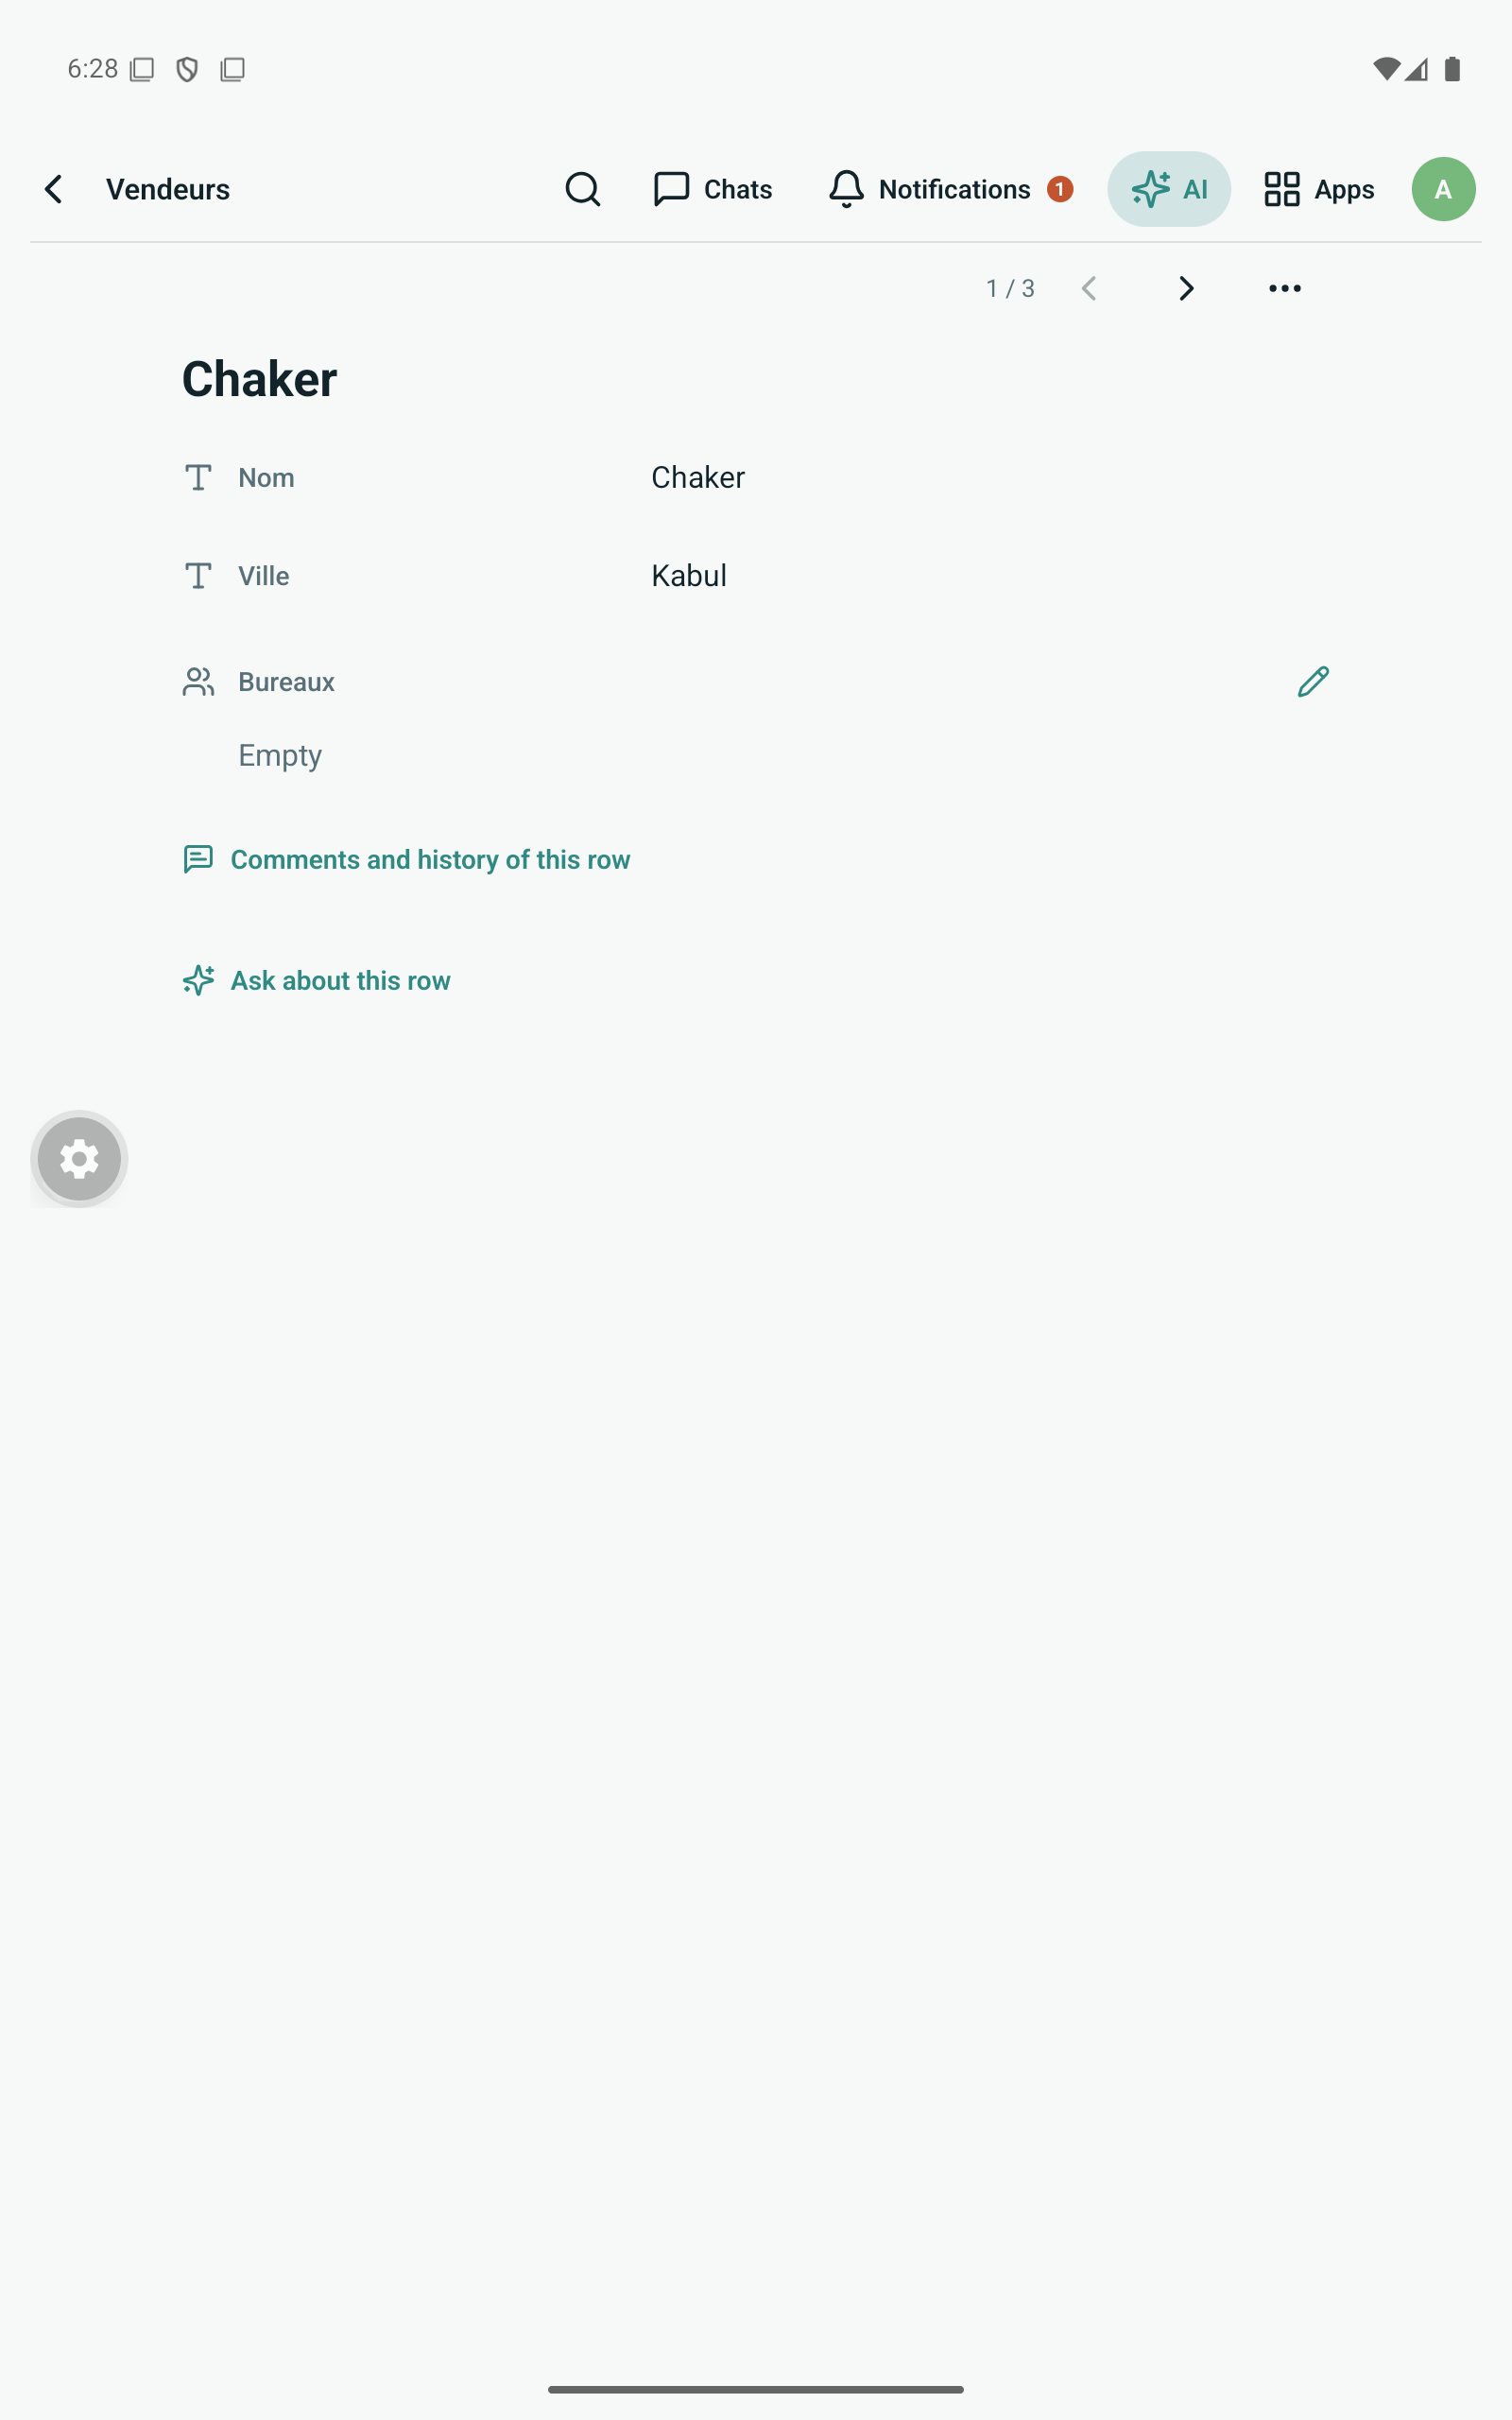 6:28
Vendeurs
Chats
Notifications 1
AI
Apps
A
1 / 3
Chaker
Nom Chaker
Ville Kabul
Bureaux
Empty
Comments and history of this row
Ask about this row